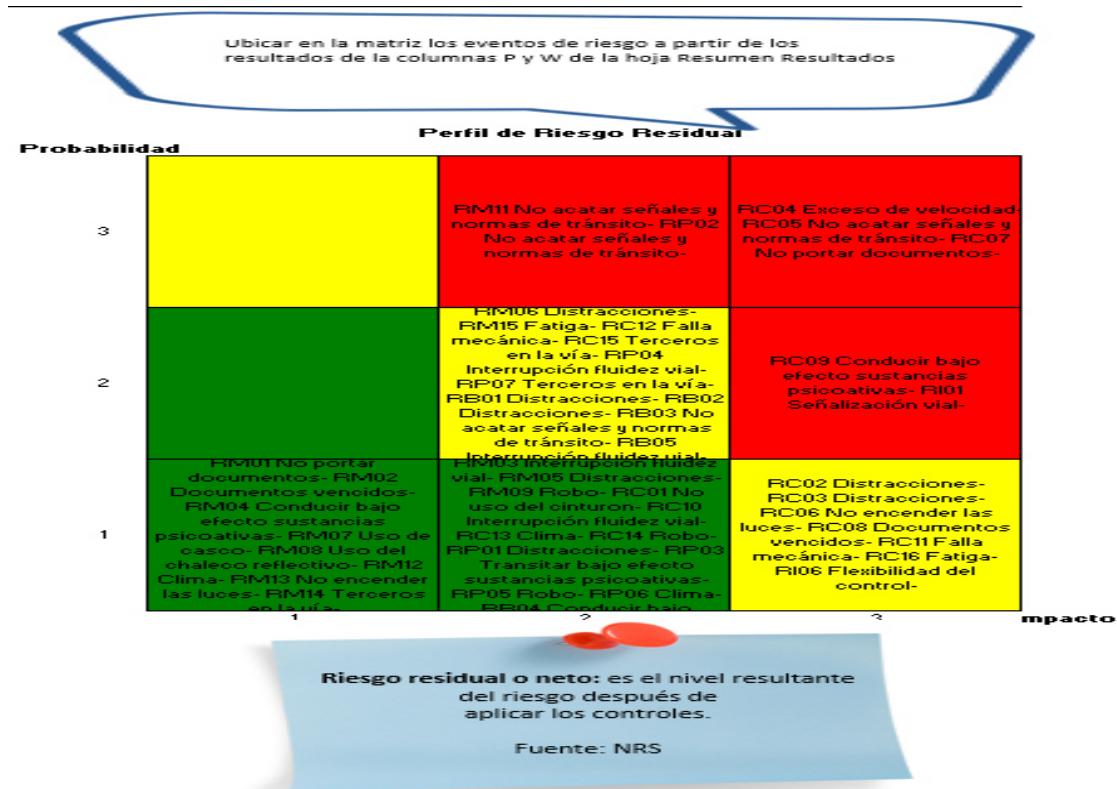 Ubicar en la matriz los eventos de riesgo a partir de los
resultados de la columnas P y W de la hoja Resumen Resultados
Perfil de Riesgo Residual
Probabilidad
3
RM11 No acatar señales y
normas de tránsito- RP02
No acatar señales y
normas de tránsito-
RC04 Exceso de velocidad-
RC05 No acatar señales y
normas de tránsito- RC07
No portar documentos-
2
RM06 Distracciones-
RM15 Fatiga- RC12 Falla
mecánica- RC15 Terceros
en la vía- RP04
Interrupción fluidez vial-
RP07 Terceros en la vía-
RB01 Distracciones- RB02
Distracciones- RB03 No
acatar señales y normas
de tránsito- RB05
Interrupción fluidez vial-
RC09 Conducir bajo
efecto sustancias
psicoativas- RI01
Señalización vial-
1
RM01 No portar
documentos- RM02
Documentos vencidos-
RM04 Conducir bajo
efecto sustancias
psicoativas- RM07 Uso de
casco- RM08 Uso del
chaleco reflectivo- RM12
Clima- RM13 No encender
las luces- RM14 Terceros
en la vía-
RM03 Interrupción fluidez
vial- RM05 Distracciones-
RM09 Robo- RC01 No
uso del cinturon- RC10
Interrupción fluidez vial-
RC13 Clima- RC14 Robo-
RP01 Distracciones- RP03
Transitar bajo efecto
sustancias psicoativas-
RP05 Robo- RP06 Clima-
RB04 Conducir bajo
RC02 Distracciones-
RC03 Distracciones-
RC06 No encender las
luces- RC08 Documentos
vencidos- RC11 Falla
mecánica- RC16 Fatiga-
RI06 Flexibilidad del
control-
1 2 3 mpacto
Riesgo residual o neto: es el nivel resultante
del riesgo después de
aplicar los controles.
Fuente: NRS